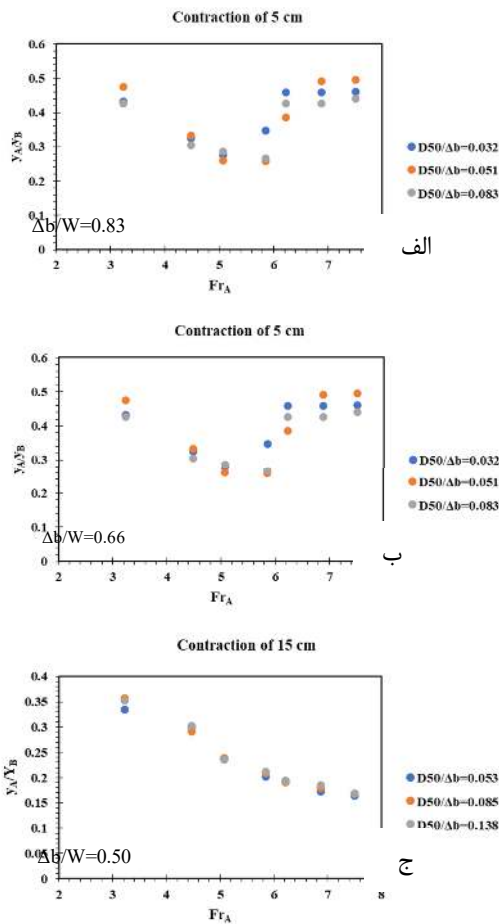 Contraction of 5 cm
0.6
0.5
0.4
0.3
0.2
0.1
0
yA/yB
Δb/W=0.83
2 3 4 5 6 7
FrA
D50/Δb=0.032
D50/Δb=0.051
D50/Δb=0.083
الف
Contraction of 5 cm
0.6
0.5
0.4
0.3
0.2
0.1
0
yA/yB
Δb/W=0.66
2 3 4 5 6 7 8
FrA
D50/Δb=0.032
D50/Δb=0.051
D50/Δb=0.083
ب
Contraction of 15 cm
0.4
0.35
0.3
0.25
0.2
0.15
0.1
0.05
0
yA/YB
Δb/W=0.50
2 3 4 5 6 7 8
FrA
D50/Δb=0.053
D50/Δb=0.085
D50/Δb=0.138
ج